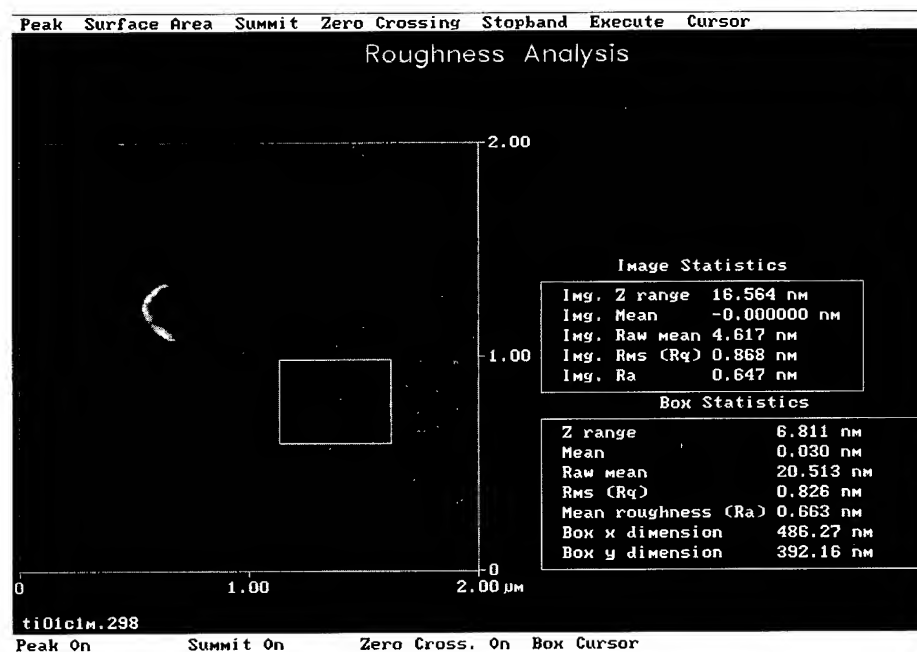 Peak Surface Area Summit Zero Crossing Stopband Execute Cursor
Roughness Analysis
2.00
Image Statistics
Img. Z range 16.564 nm
Img. Mean -0.000000 nm
Img. Raw mean 4.617 nm
Img. Rms (Rq) 0.868 nm
Img. Ra 0.647 nm
1.00
Box Statistics
Z range 6.811 nm
Mean 0.030 nm
Raw mean 20.513 nm
Rms (Rq) 0.826 nm
Mean roughness (Ra) 0.663 nm
Box x dimension 486.27 nm
Box y dimension 392.16 nm
0
0 1.00 2.00 µm
ti01c1m.298
Peak On Summit On Zero Cross. On Box Cursor